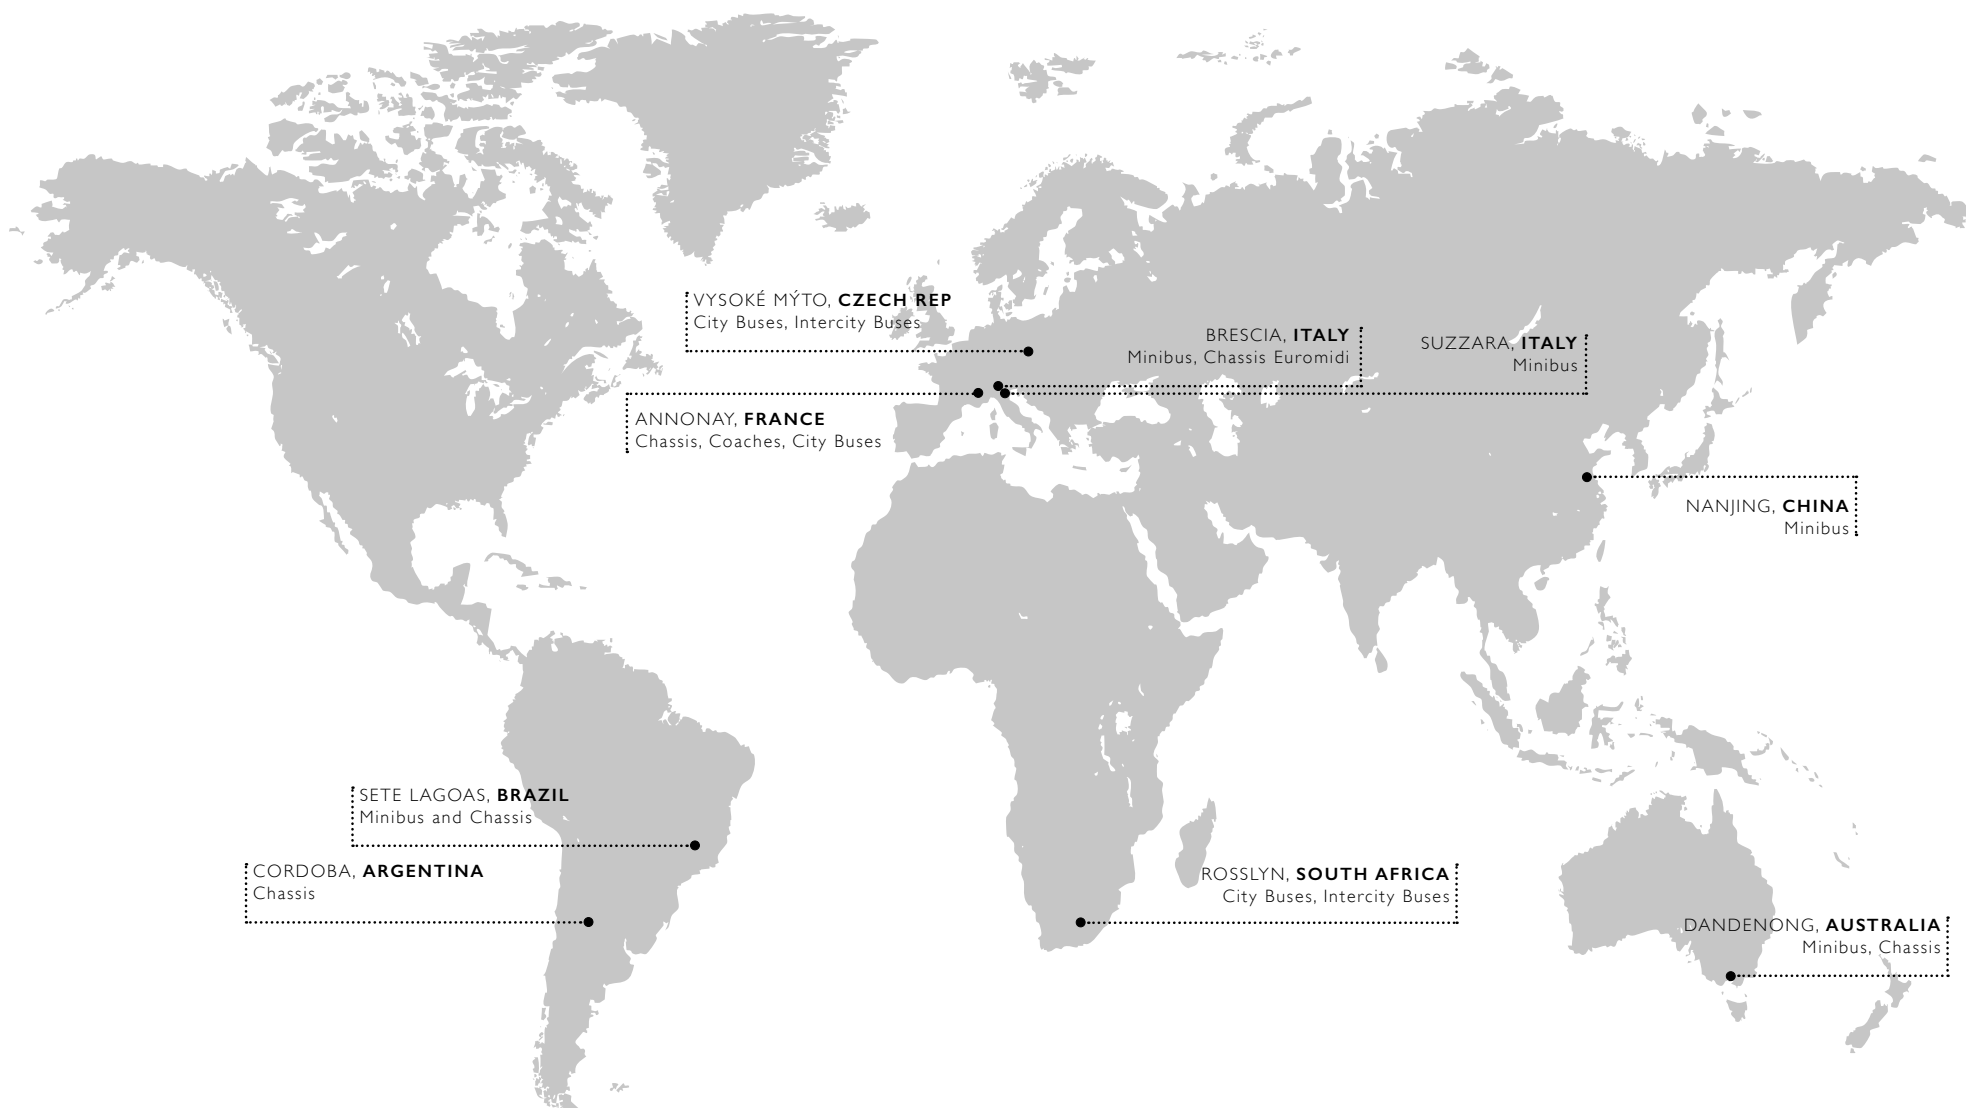 VYSOKÉ MÝTO, CZECH REP
City Buses, Intercity Buses
BRESCIA, ITALY
Minibus, Chassis Euromidi
SUZZARA, ITALY
Minibus
ANNONAY, FRANCE
Chassis, Coaches, City Buses
NANJING, CHINA
Minibus
SETE LAGOAS, BRAZIL
Minibus and Chassis
CORDOBA, ARGENTINA
Chassis
ROSSLYN, SOUTH AFRICA
City Buses, Intercity Buses
DANDENONG, AUSTRALIA
Minibus, Chassis